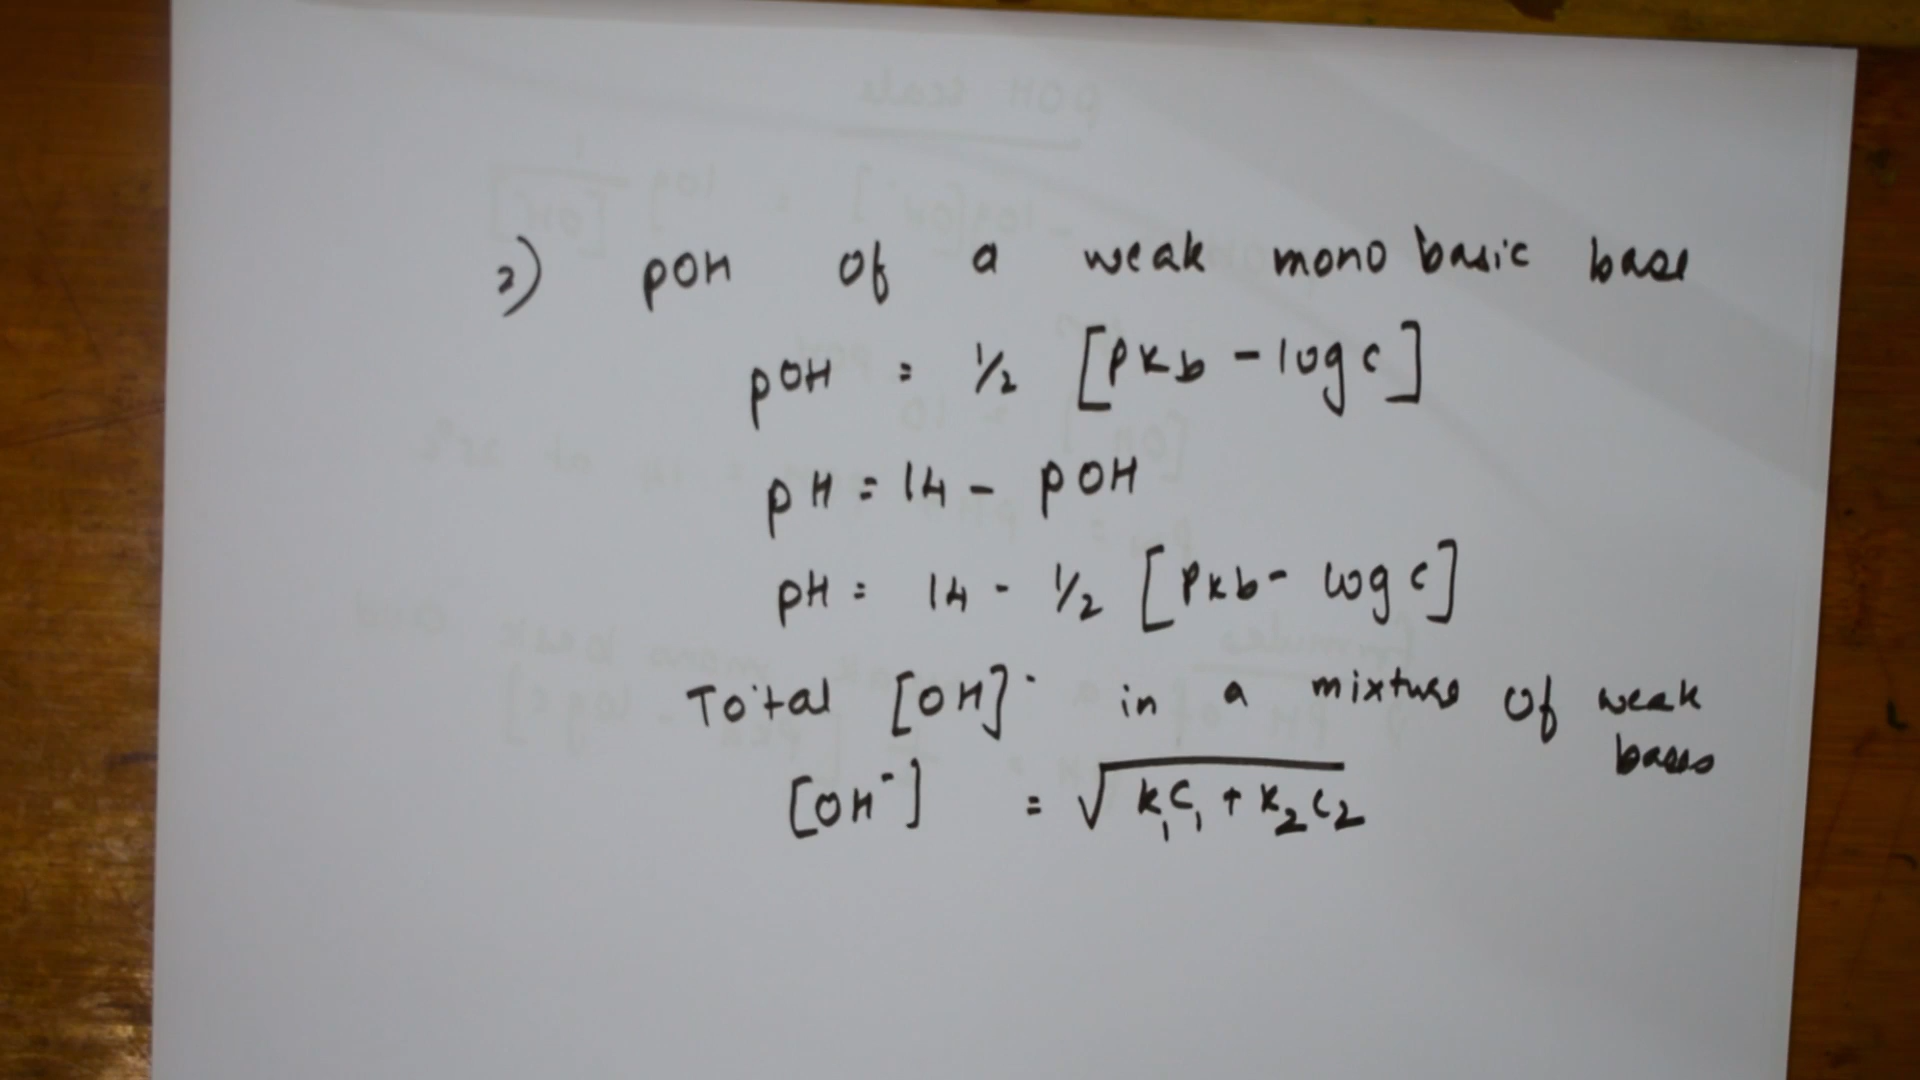 2) pOH of a weak mono basic base
pOH = 1/2 [pkb - log c]
pH = 14 - pOH
pH = 14 - 1/2 [pkb - log c]
Total [OH]- in a mixture of weak
bases
[OH-] = √k1C1 + k2C2